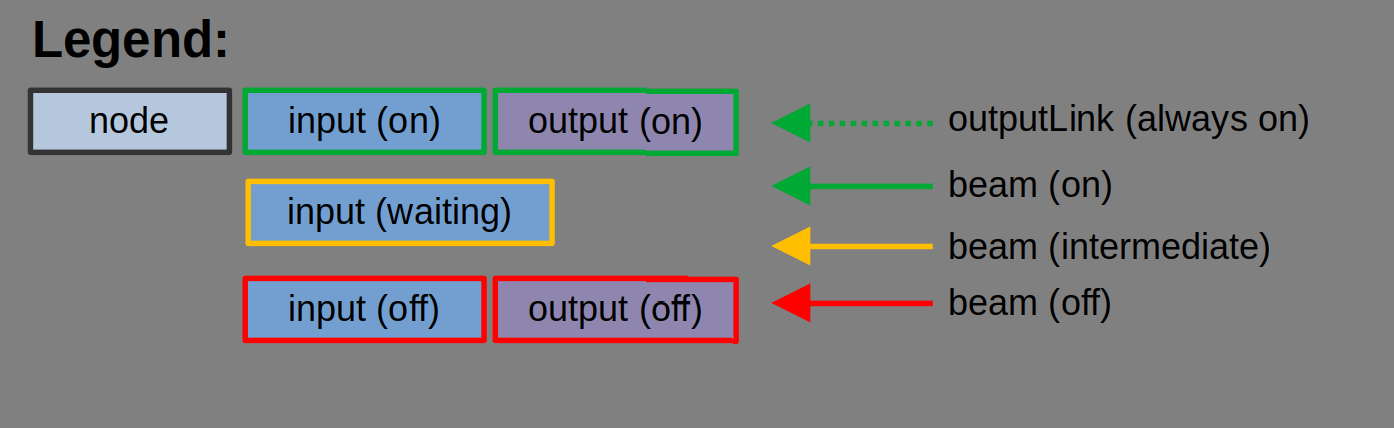 Legend:
node
input (on)
output (on)
outputLink (always on)
beam (on)
input (waiting)
beam (intermediate)
input (off)
output (off)
beam (off)